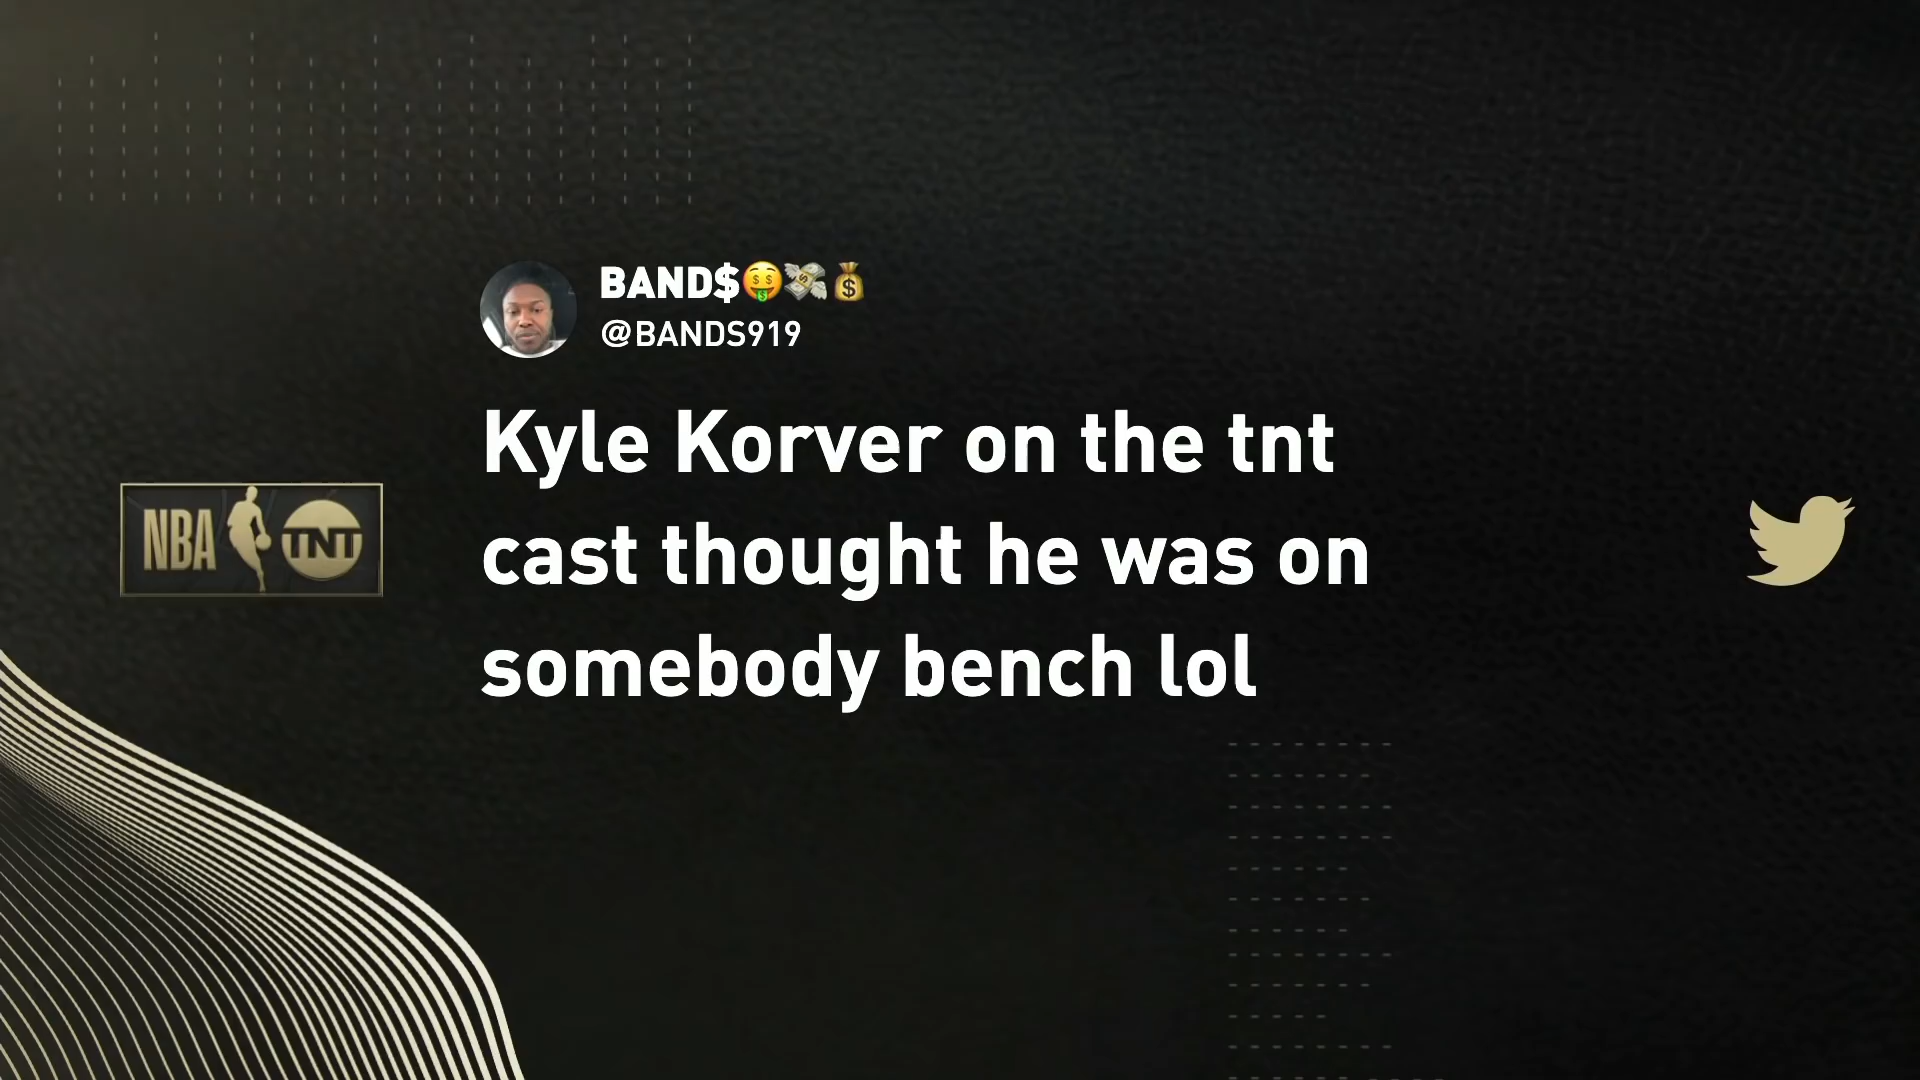 BAND$🤑💸💰
@BANDS919
Kyle Korver on the tnt
cast thought he was on
somebody bench lol
NBA TNT